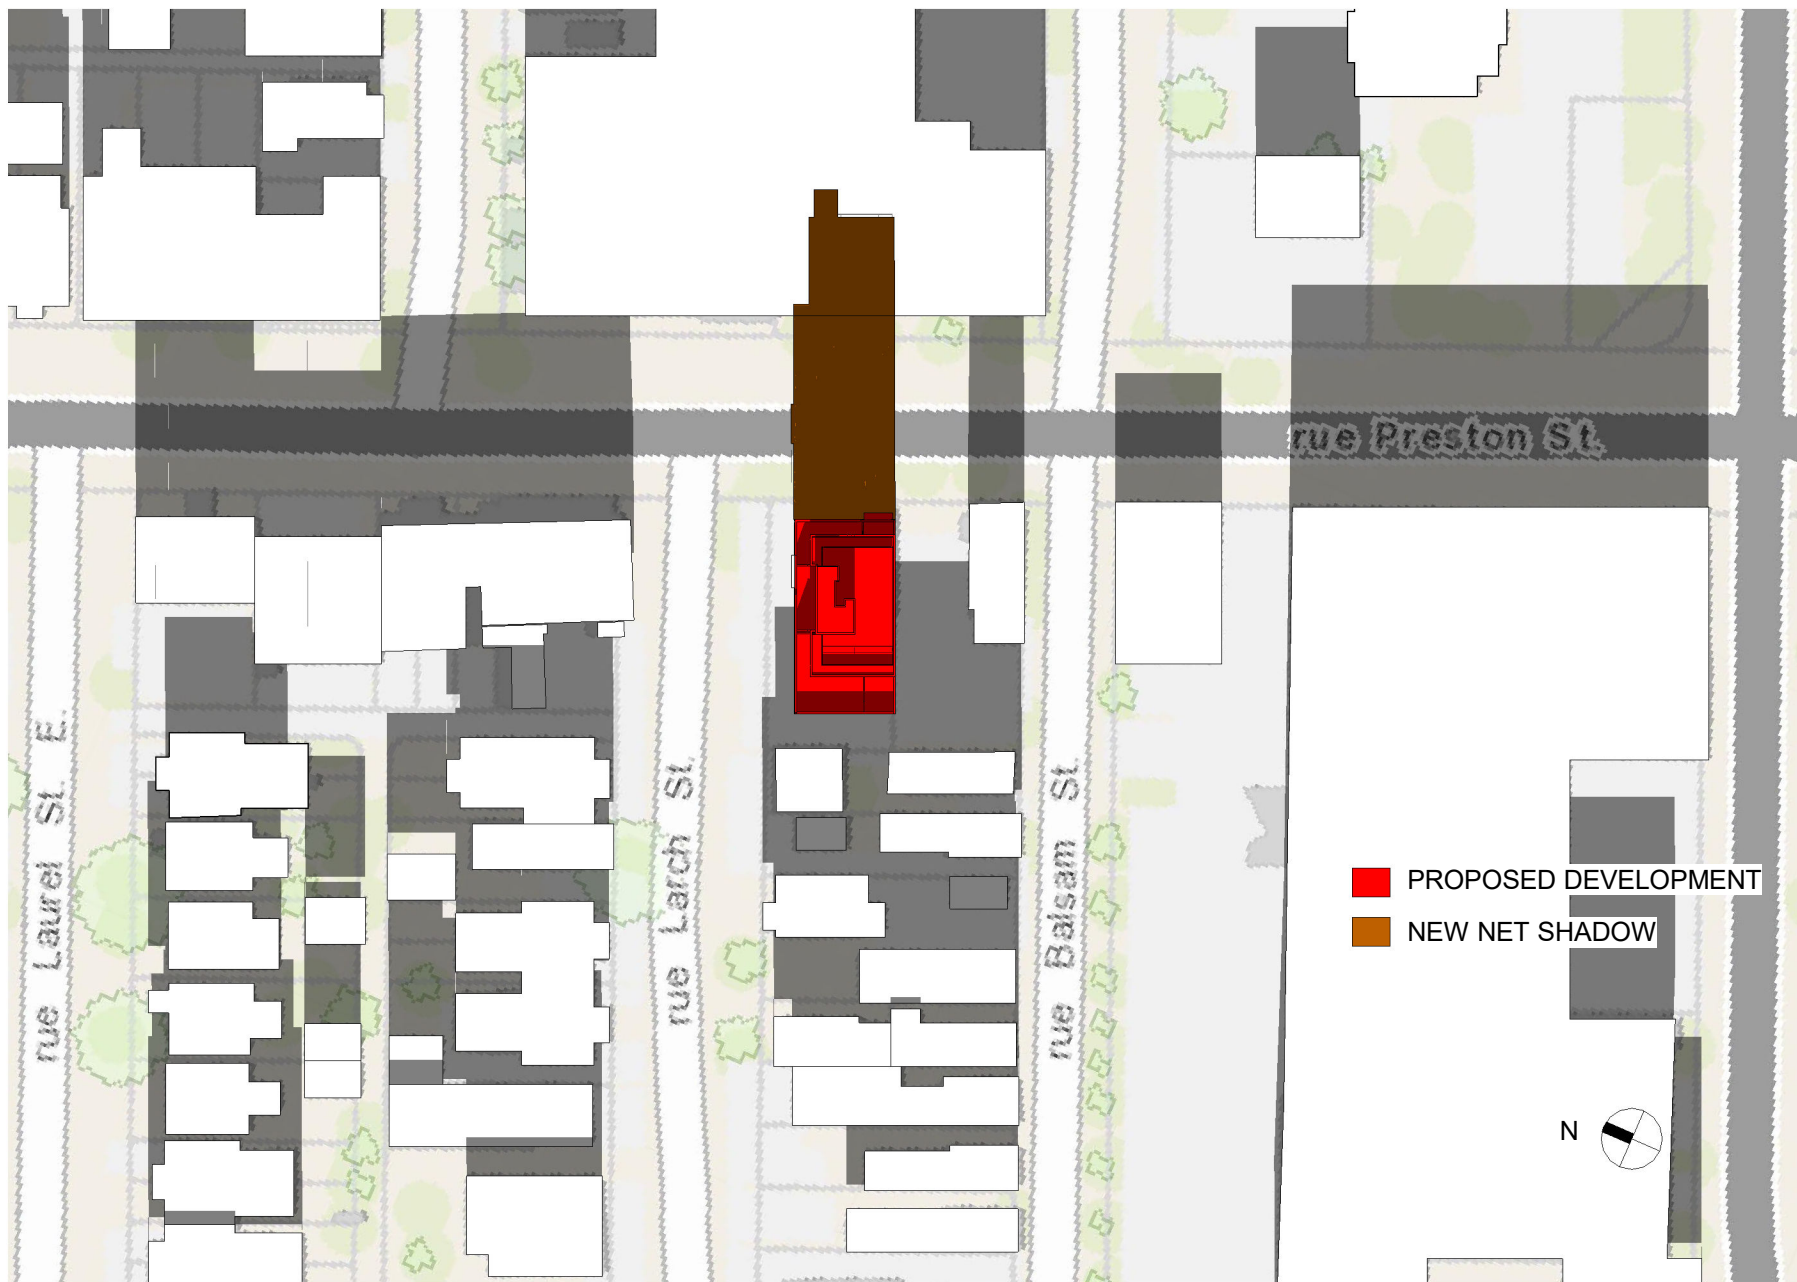 rue Preston St.
rue Laurel St. E.
rue Larch St.
rue Balsam St.
PROPOSED DEVELOPMENT
NEW NET SHADOW
N